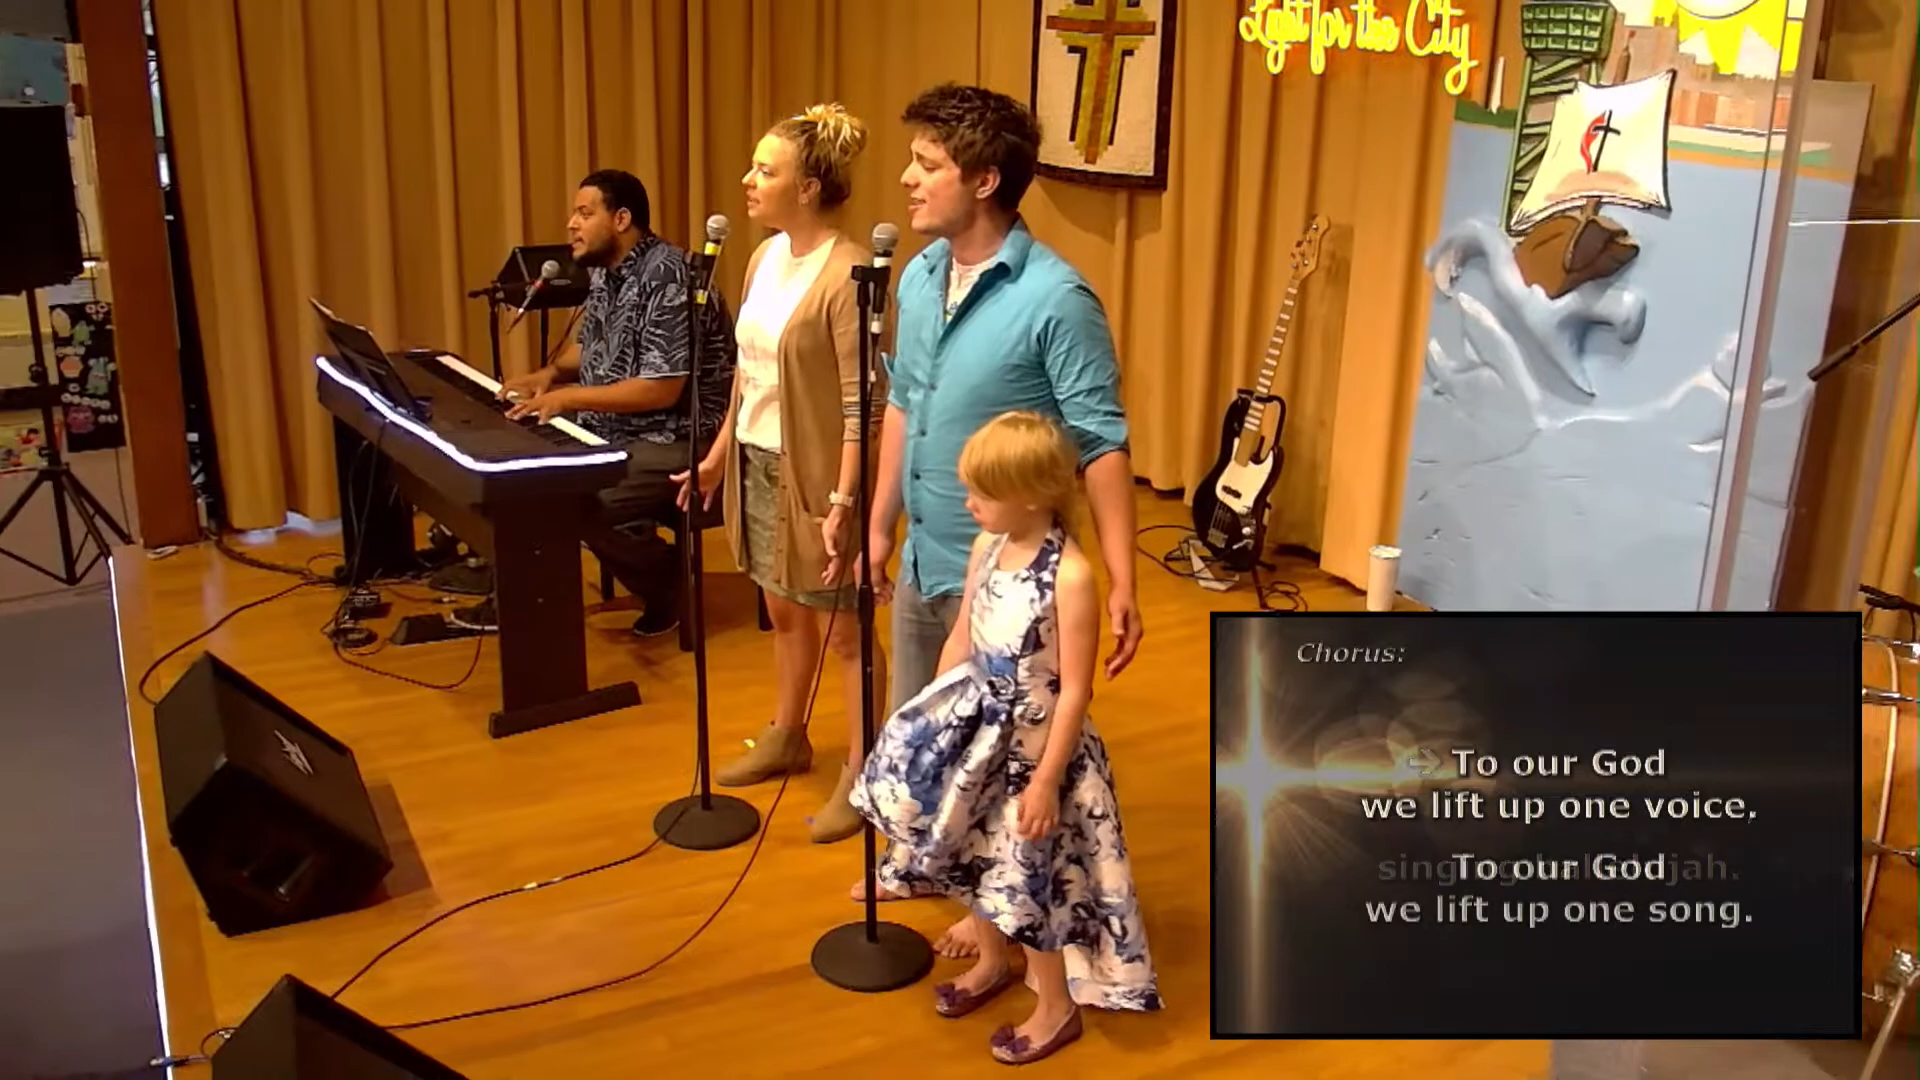 Light for the City
Chorus:
→ To our God
we lift up one voice,
To our God
we lift up one song.